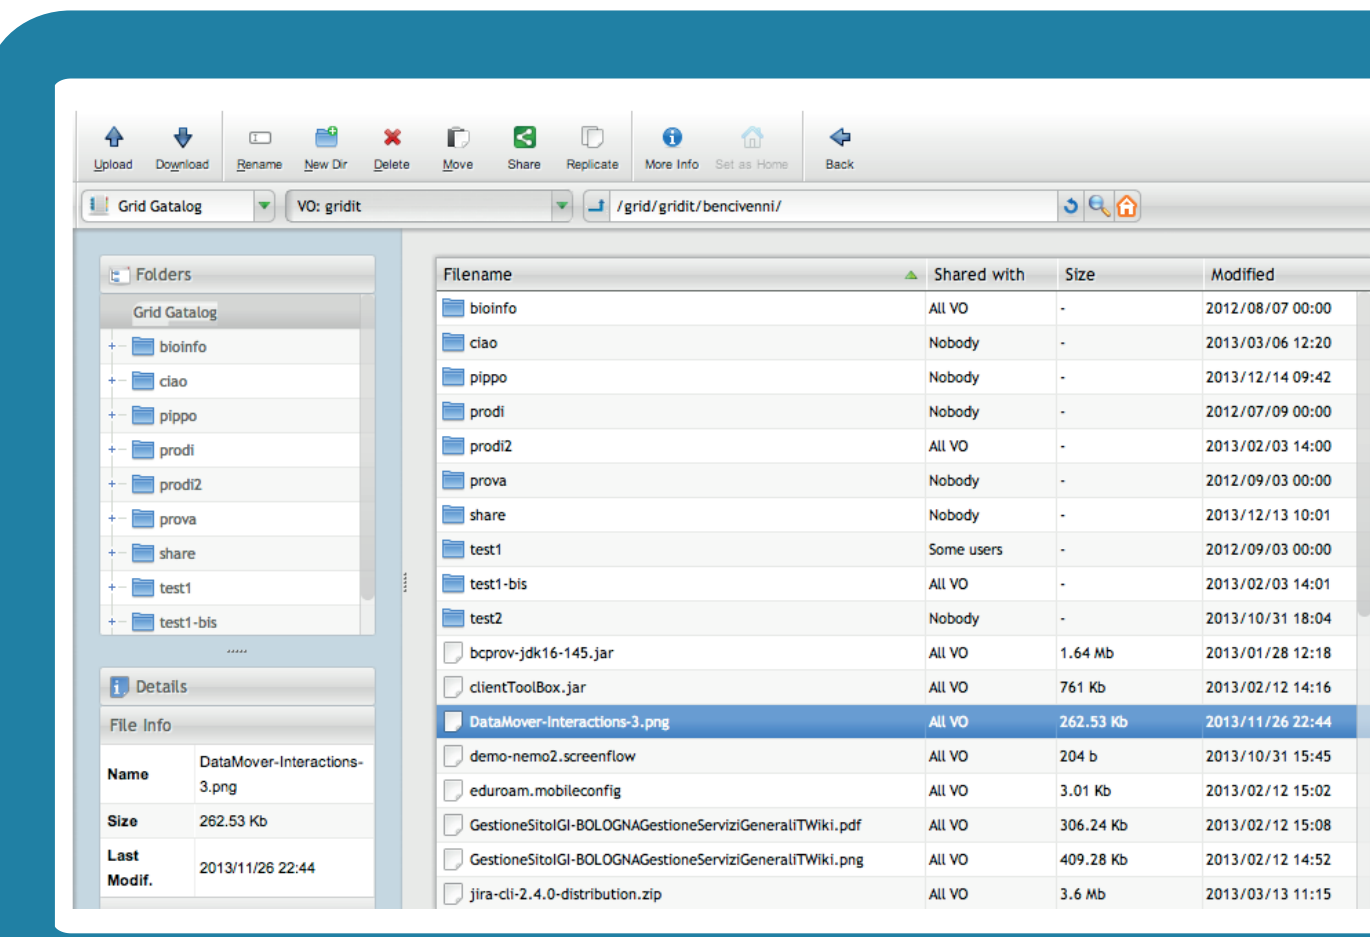 Upload Download Rename New Dir Delete Move Share Replicate More Info Set as Home Back
Grid Gatalog VO: gridit /grid/gridit/bencivenni/
Folders
Grid Gatalog
bioinfo
ciao
pippo
prodi
prodi2
prova
share
test1
test1-bis
Details
File Info
Name DataMover-Interactions-
3.png
Size 262.53 Kb
Last
Modif. 2013/11/26 22:44
Filename Shared with Size Modified
bioinfo All VO - 2012/08/07 00:00
ciao Nobody - 2013/03/06 12:20
pippo Nobody - 2013/12/14 09:42
prodi Nobody - 2012/07/09 00:00
prodi2 All VO - 2013/02/03 14:00
prova Nobody - 2012/09/03 00:00
share Nobody - 2013/12/13 10:01
test1 Some users - 2012/09/03 00:00
test1-bis All VO - 2013/02/03 14:01
test2 Nobody - 2013/10/31 18:04
bcprov-jdk16-145.jar All VO 1.64 Mb 2013/01/28 12:18
clientToolBox.jar All VO 761 Kb 2013/02/12 14:16
DataMover-Interactions-3.png All VO 262.53 Kb 2013/11/26 22:44
demo-nemo2.screenflow All VO 204 b 2013/10/31 15:45
eduroam.mobileconfig All VO 3.01 Kb 2013/02/12 15:02
GestioneSitoIGI-BOLOGNAGestioneServiziGeneraliTWiki.pdf All VO 306.24 Kb 2013/02/12 15:08
GestioneSitoIGI-BOLOGNAGestioneServiziGeneraliTWiki.png All VO 409.28 Kb 2013/02/12 14:52
jira-cli-2.4.0-distribution.zip All VO 3.6 Mb 2013/03/13 11:15